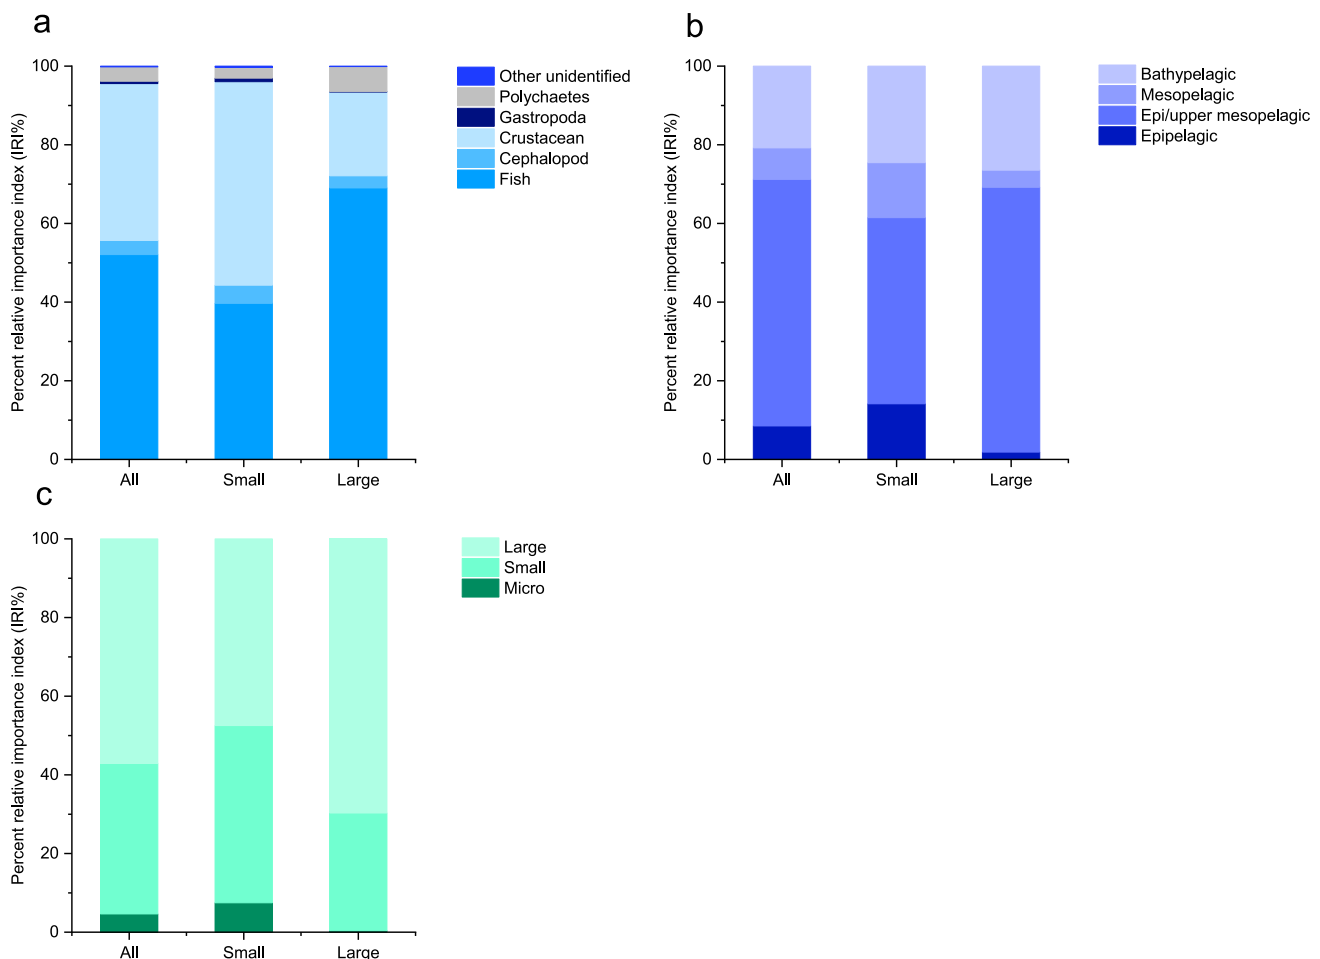 a
Percent relative importance index (IRI%)
100
80
60
40
20
0
All
Small
Large
Other unidentified
Polychaetes
Gastropoda
Crustacean
Cephalopod
Fish
b
Percent relative importance index (IRI%)
100
80
60
40
20
0
All
Small
Large
Bathypelagic
Mesopelagic
Epi/upper mesopelagic
Epipelagic
c
Percent relative importance index (IRI%)
100
80
60
40
20
0
All
Small
Large
Large
Small
Micro